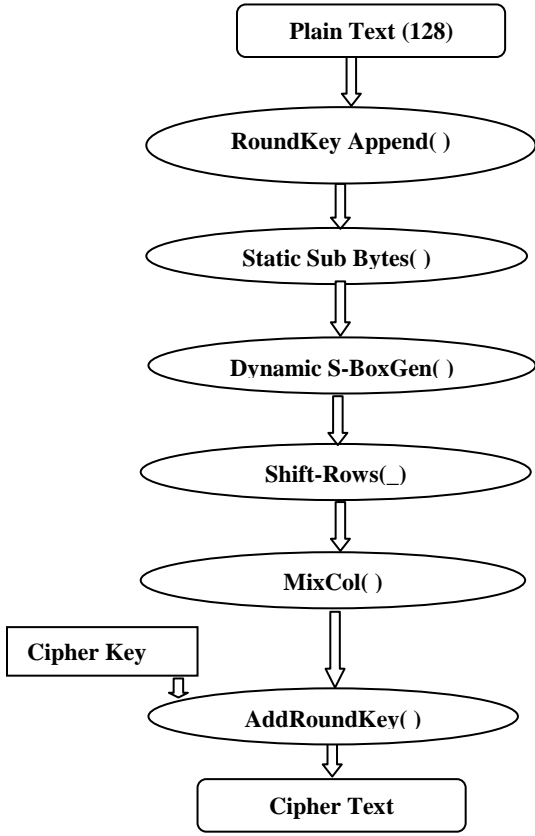 Plain Text (128)
RoundKey Append( )
Static Sub Bytes( )
Dynamic S-BoxGen( )
Shift-Rows(_)
MixCol( )
Cipher Key
AddRoundKey( )
Cipher Text